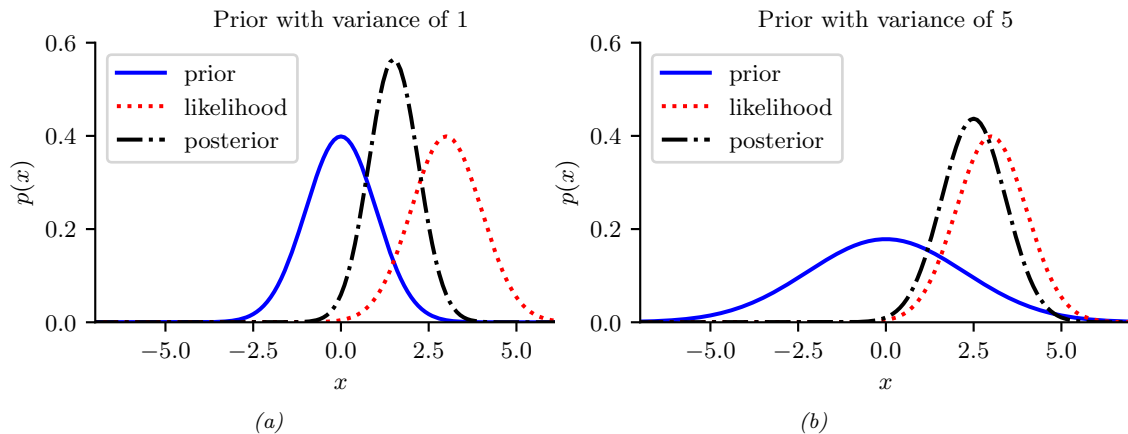 Prior with variance of 1
0.6
0.4
0.2
0.0
p(x)
prior
likelihood
posterior
−5.0
−2.5
0.0
2.5
5.0
x
(a)
Prior with variance of 5
0.6
0.4
0.2
0.0
p(x)
prior
likelihood
posterior
−5.0
−2.5
0.0
2.5
5.0
x
(b)